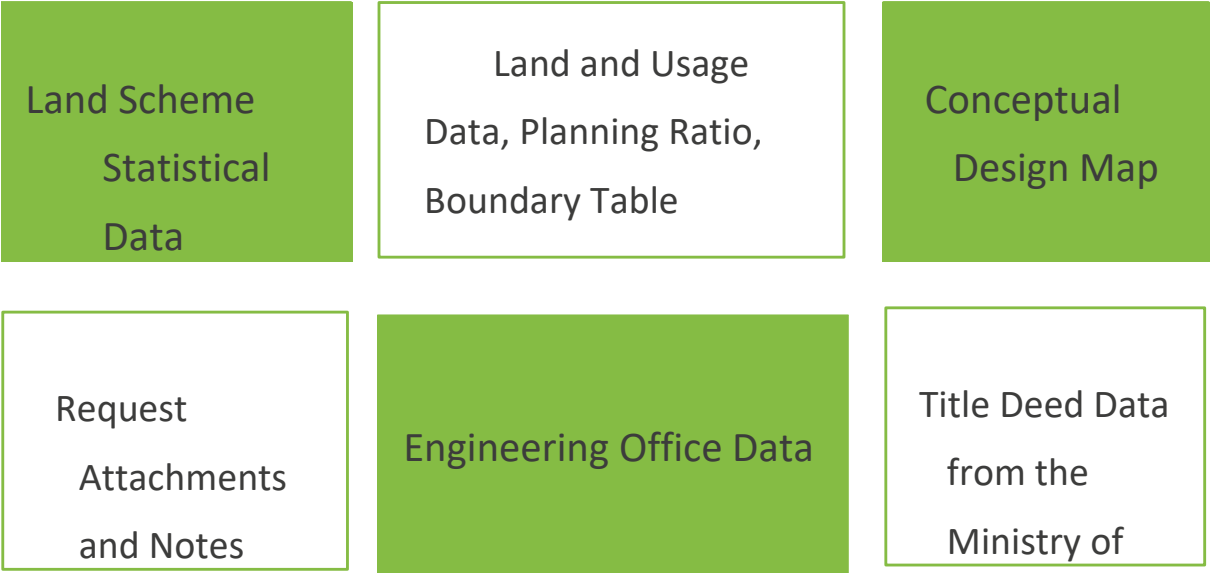 Land Scheme
Statistical
Data
Land and Usage
Data, Planning Ratio,
Boundary Table
Conceptual
Design Map
Request
Attachments
and Notes
Engineering Office Data
Title Deed Data
from the
Ministry of